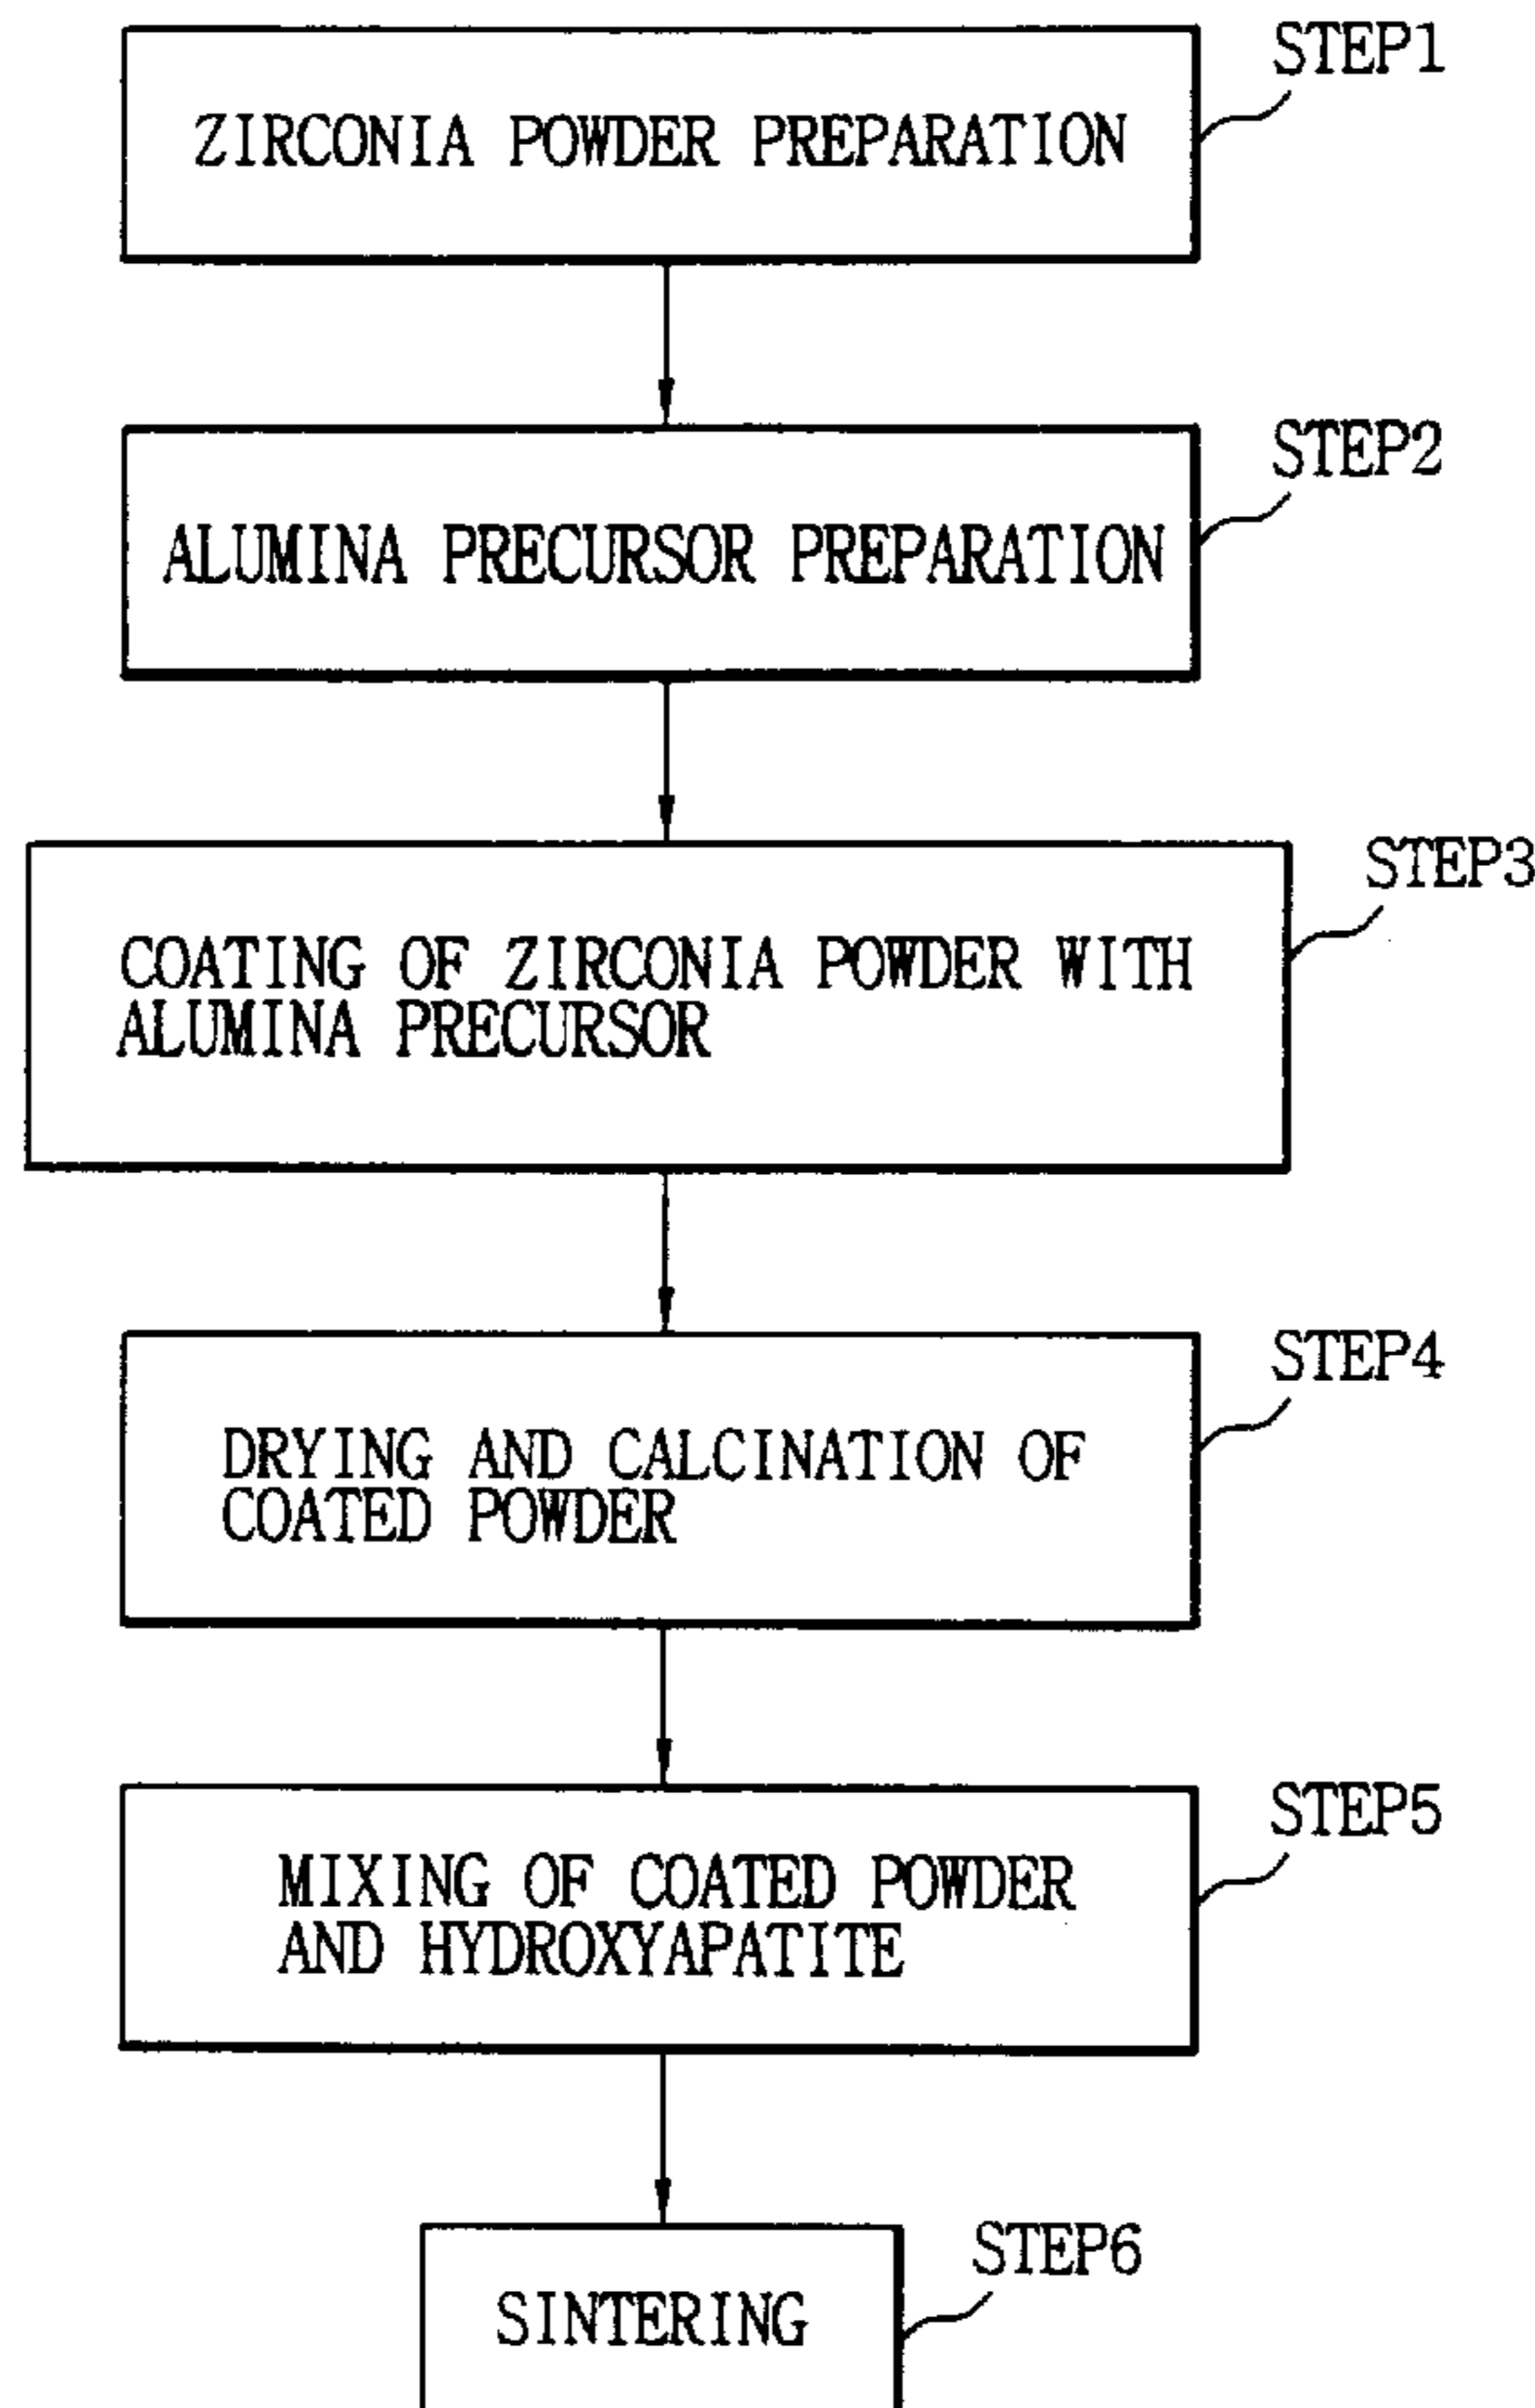 STEP1
ZIRCONIA POWDER PREPARATION
STEP2
ALUMINA PRECURSOR PREPARATION
STEP3
COATING OF ZIRCONIA POWDER WITH
ALUMINA PRECURSOR
STEP4
DRYING AND CALCINATION OF
COATED POWDER
STEP5
MIXING OF COATED POWDER
AND HYDROXYAPATITE
STEP6
SINTERING